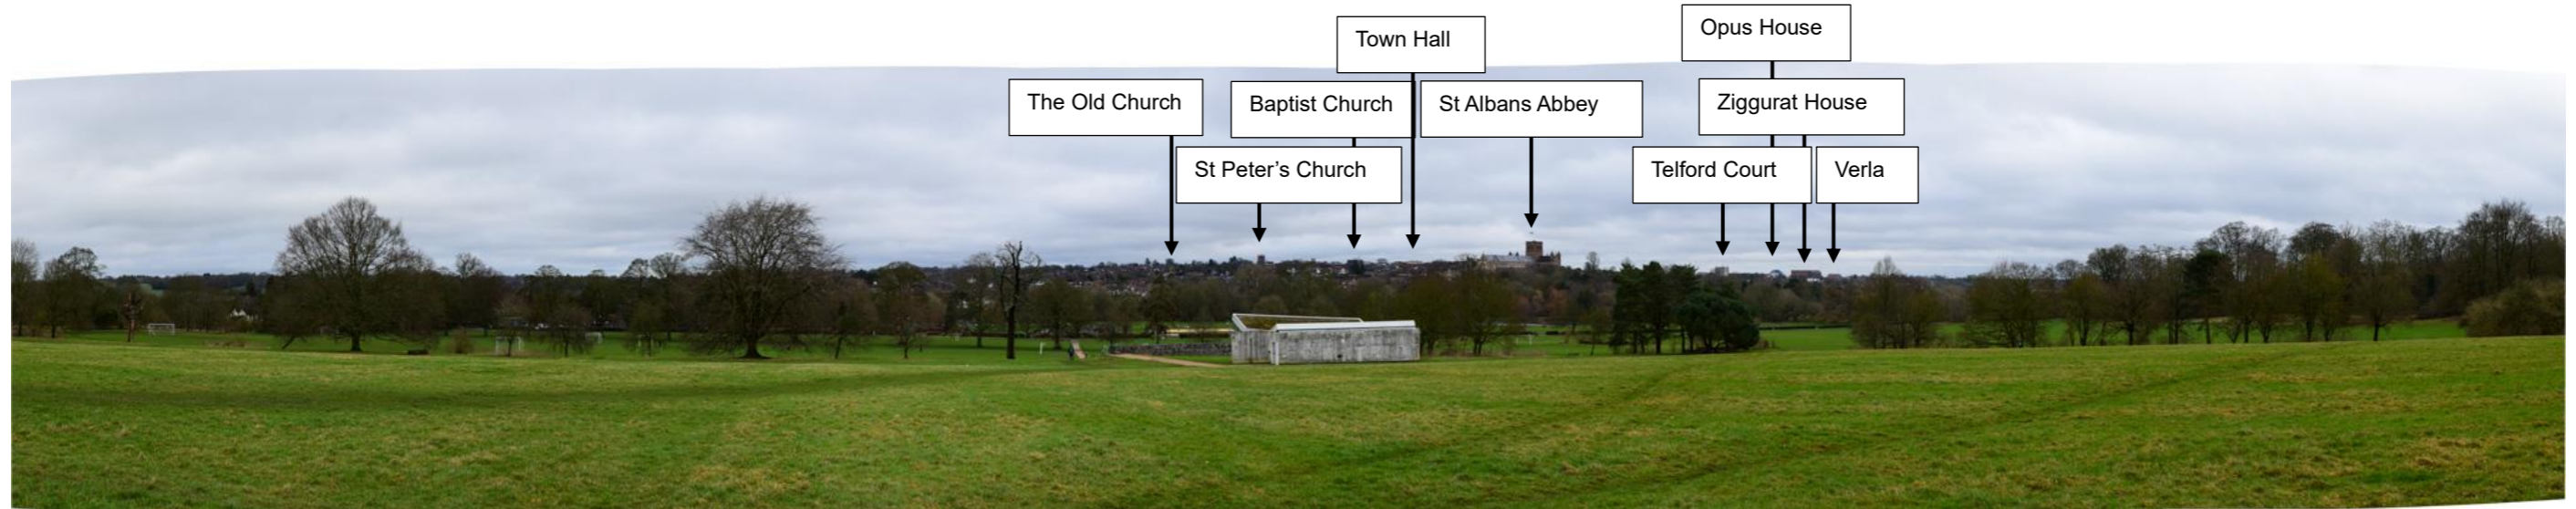 Opus House
Town Hall
The Old Church
Baptist Church
St Albans Abbey
Ziggurat House
St Peter’s Church
Telford Court
Verla